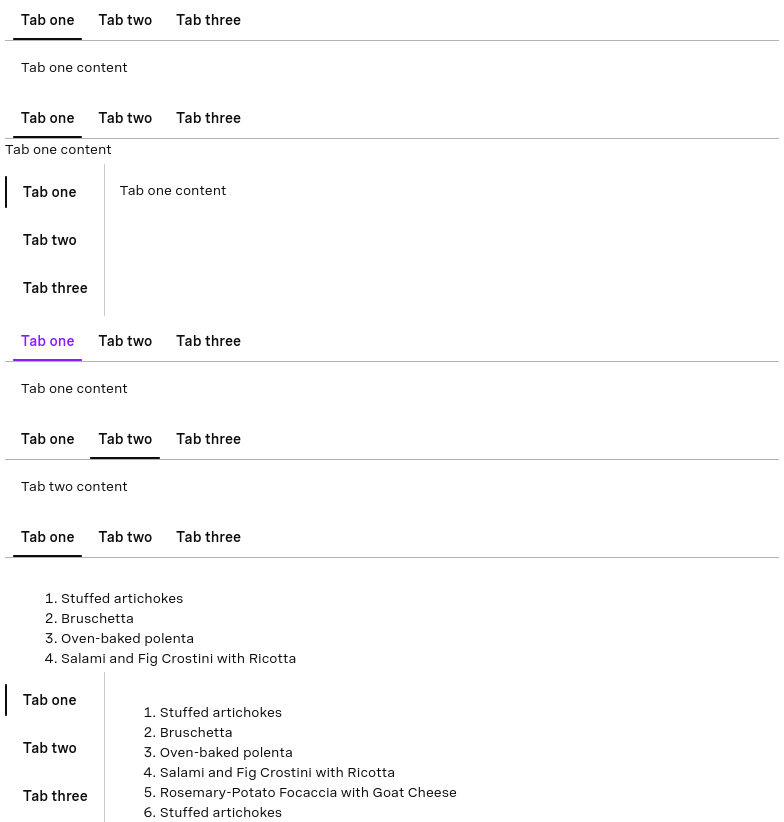 Tab one Tab two Tab three
Tab one content
Tab one Tab two Tab three
Tab one content
Tab one
Tab one content
Tab two
Tab three
Tab one Tab two Tab three
Tab one content
Tab one Tab two Tab three
Tab two content
Tab one Tab two Tab three
1. Stuffed artichokes
2. Bruschetta
3. Oven-baked polenta
4. Salami and Fig Crostini with Ricotta
Tab one
Tab two
Tab three
1. Stuffed artichokes
2. Bruschetta
3. Oven-baked polenta
4. Salami and Fig Crostini with Ricotta
5. Rosemary-Potato Focaccia with Goat Cheese
6. Stuffed artichokes